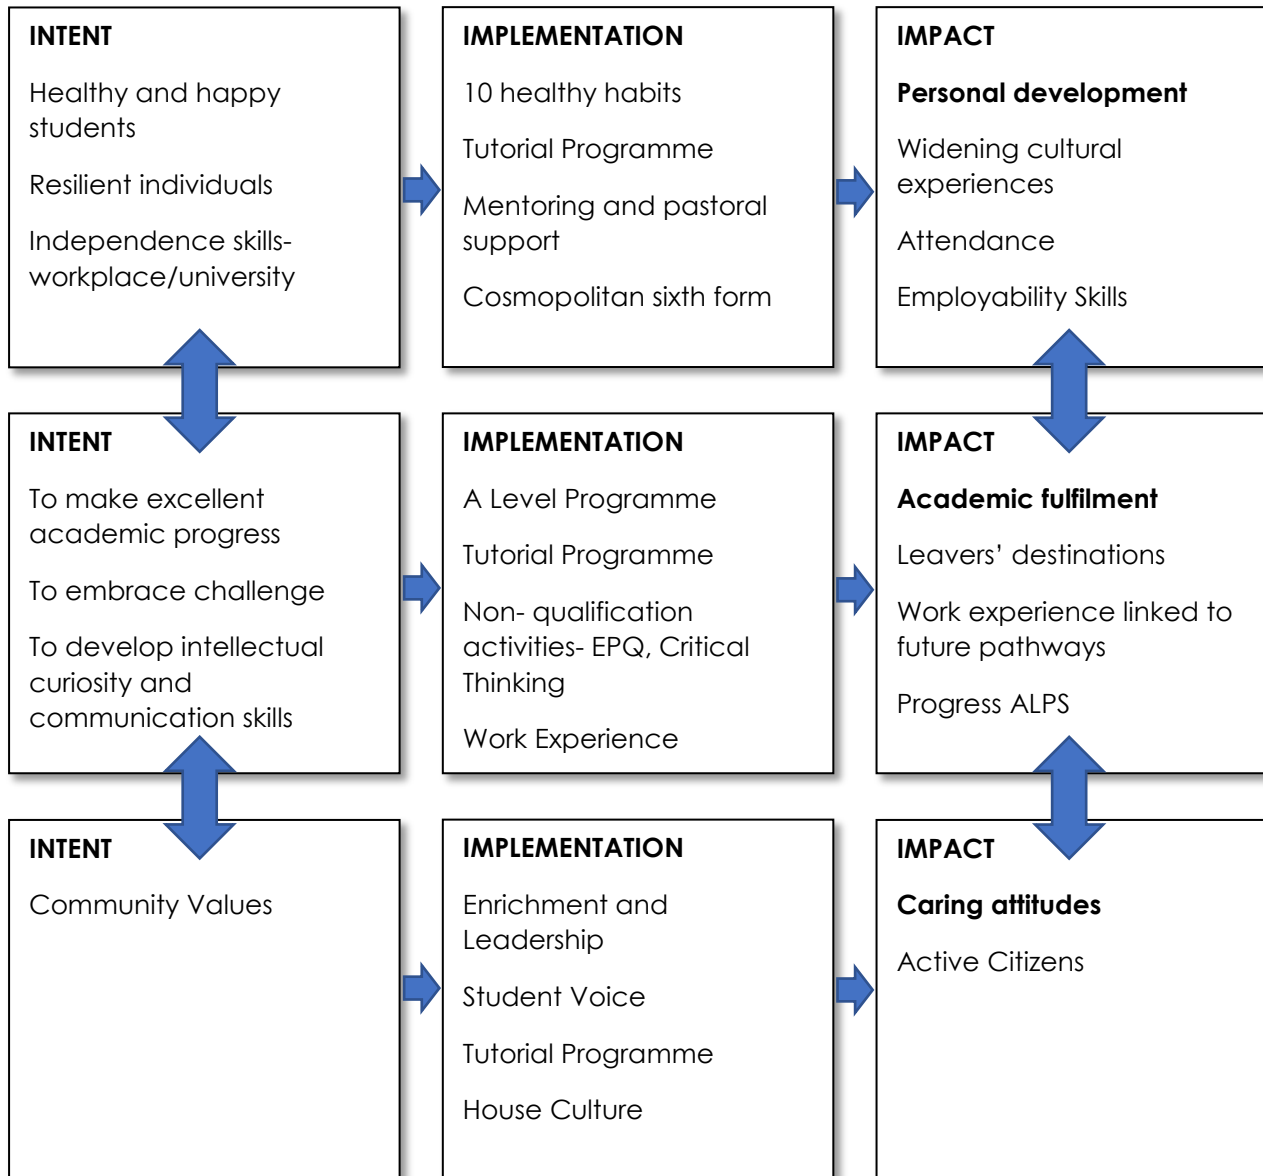 INTENT
Healthy and happy
students
Resilient individuals
Independence skills-
workplace/university
IMPLEMENTATION
10 healthy habits
Tutorial Programme
Mentoring and pastoral
support
Cosmopolitan sixth form
IMPACT
Personal development
Widening cultural
experiences
Attendance
Employability Skills
INTENT
To make excellent
academic progress
To embrace challenge
To develop intellectual
curiosity and
communication skills
IMPLEMENTATION
A Level Programme
Tutorial Programme
Non- qualification
activities- EPQ, Critical
Thinking
Work Experience
IMPACT
Academic fulfilment
Leavers’ destinations
Work experience linked to
future pathways
Progress ALPS
INTENT
Community Values
IMPLEMENTATION
Enrichment and
Leadership
Student Voice
Tutorial Programme
House Culture
IMPACT
Caring attitudes
Active Citizens